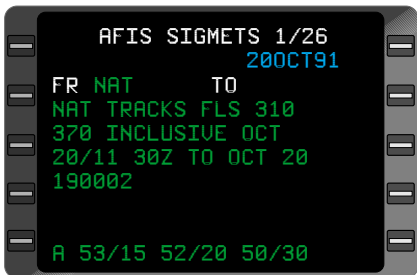 AFIS SIGMETS 1/26
20OCT91
FR NAT TO
NAT TRACKS FLS 310
370 INCLUSIVE OCT
20/11 30Z TO OCT 20
190002
A 53/15 52/20 50/30